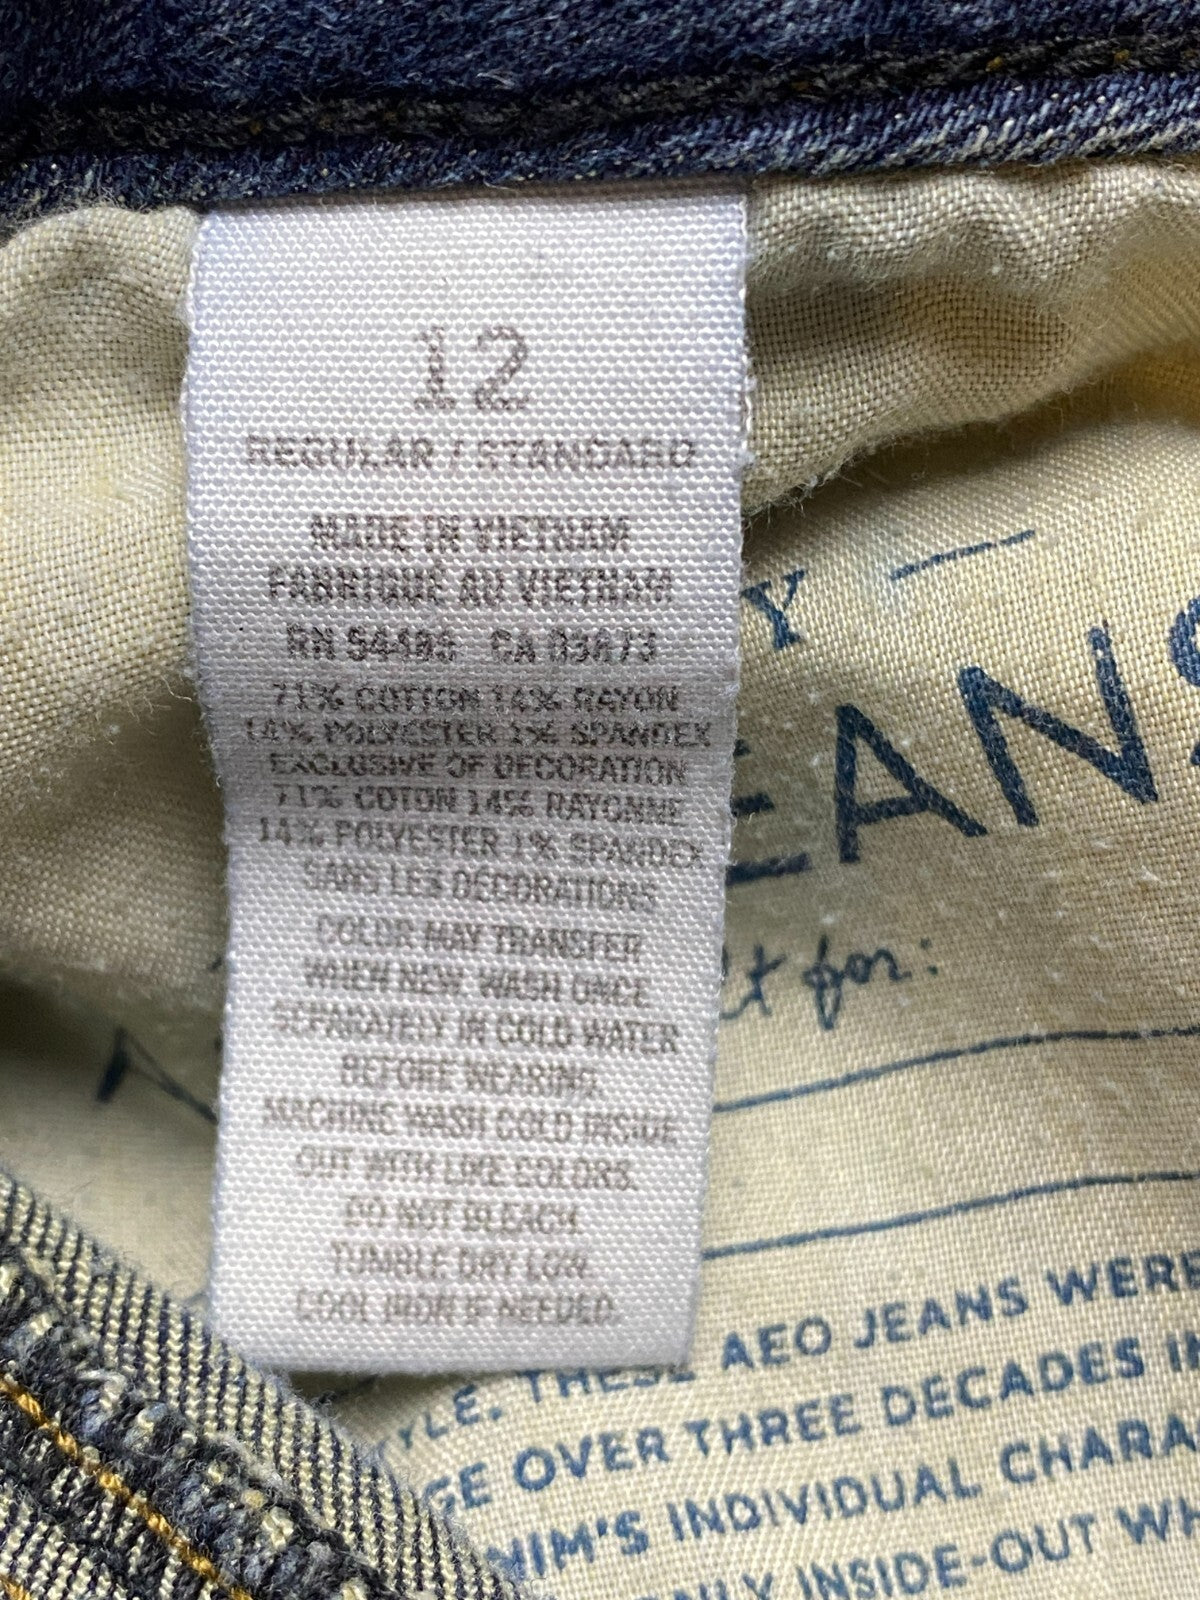 12
REGULAR / STANDARD
MADE IN VIETNAM
FABRIQUÉ AU VIETNAM
RN 54485 CA 03673
71% COTTON 14% RAYON
14% POLYESTER 1% SPANDEX
EXCLUSIVE OF DECORATION
71% COTON 14% RAYONNE
14% POLYESTER 1% SPANDEX
SANS LES DÉCORATIONS
COLOR MAY TRANSFER
WHEN NEW. WASH ONCE
SEPARATELY IN COLD WATER
BEFORE WEARING.
MACHINE WASH COLD INSIDE
OUT WITH LIKE COLORS.
DO NOT BLEACH.
TUMBLE DRY LOW.
COOL IRON IF NEEDED.
Y —
EANS
t for:
YLE. THESE AEO JEANS WERE
GE OVER THREE DECADES IN
NIM'S INDIVIDUAL CHARA
ONLY INSIDE-OUT WH